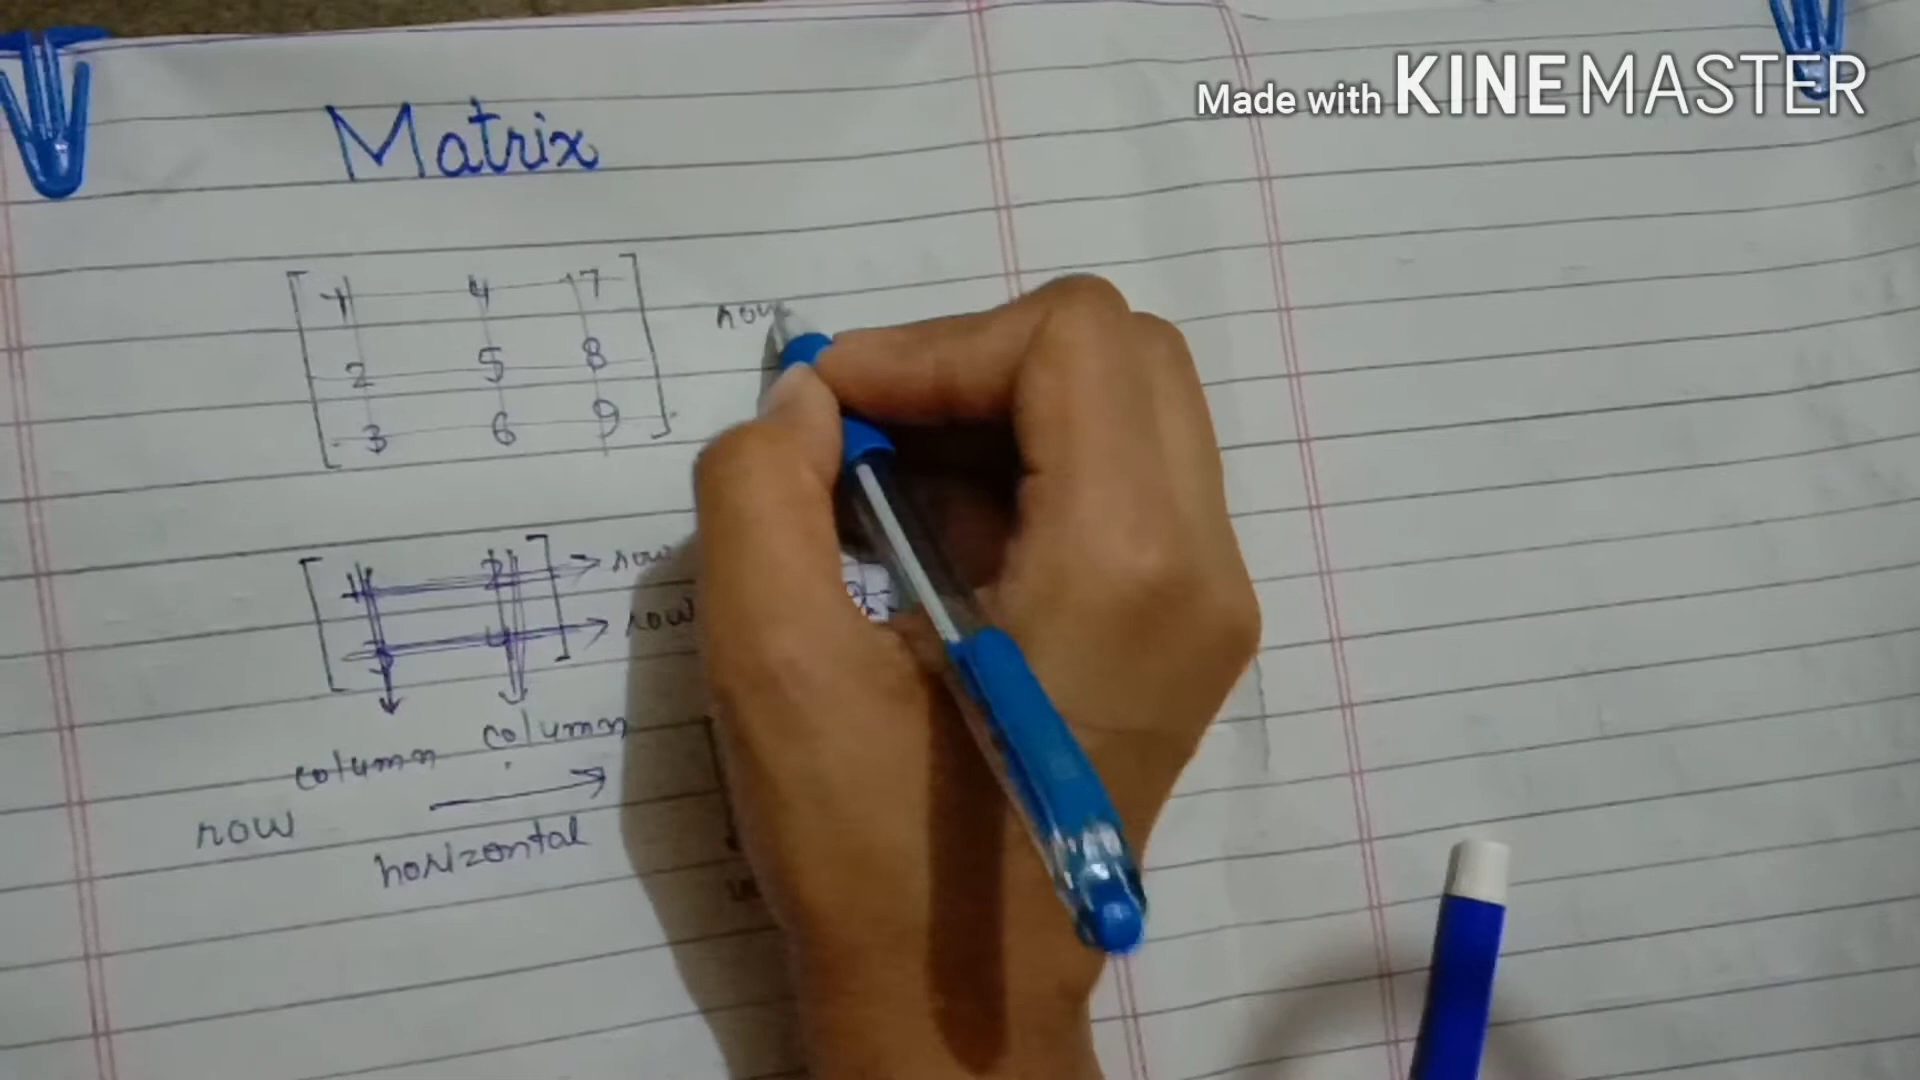 Made with KINEMASTER
Matrix
1 4 7
row
2 5 8
3 6 9
1 2 row
3 4 row
column column
row
horizontal